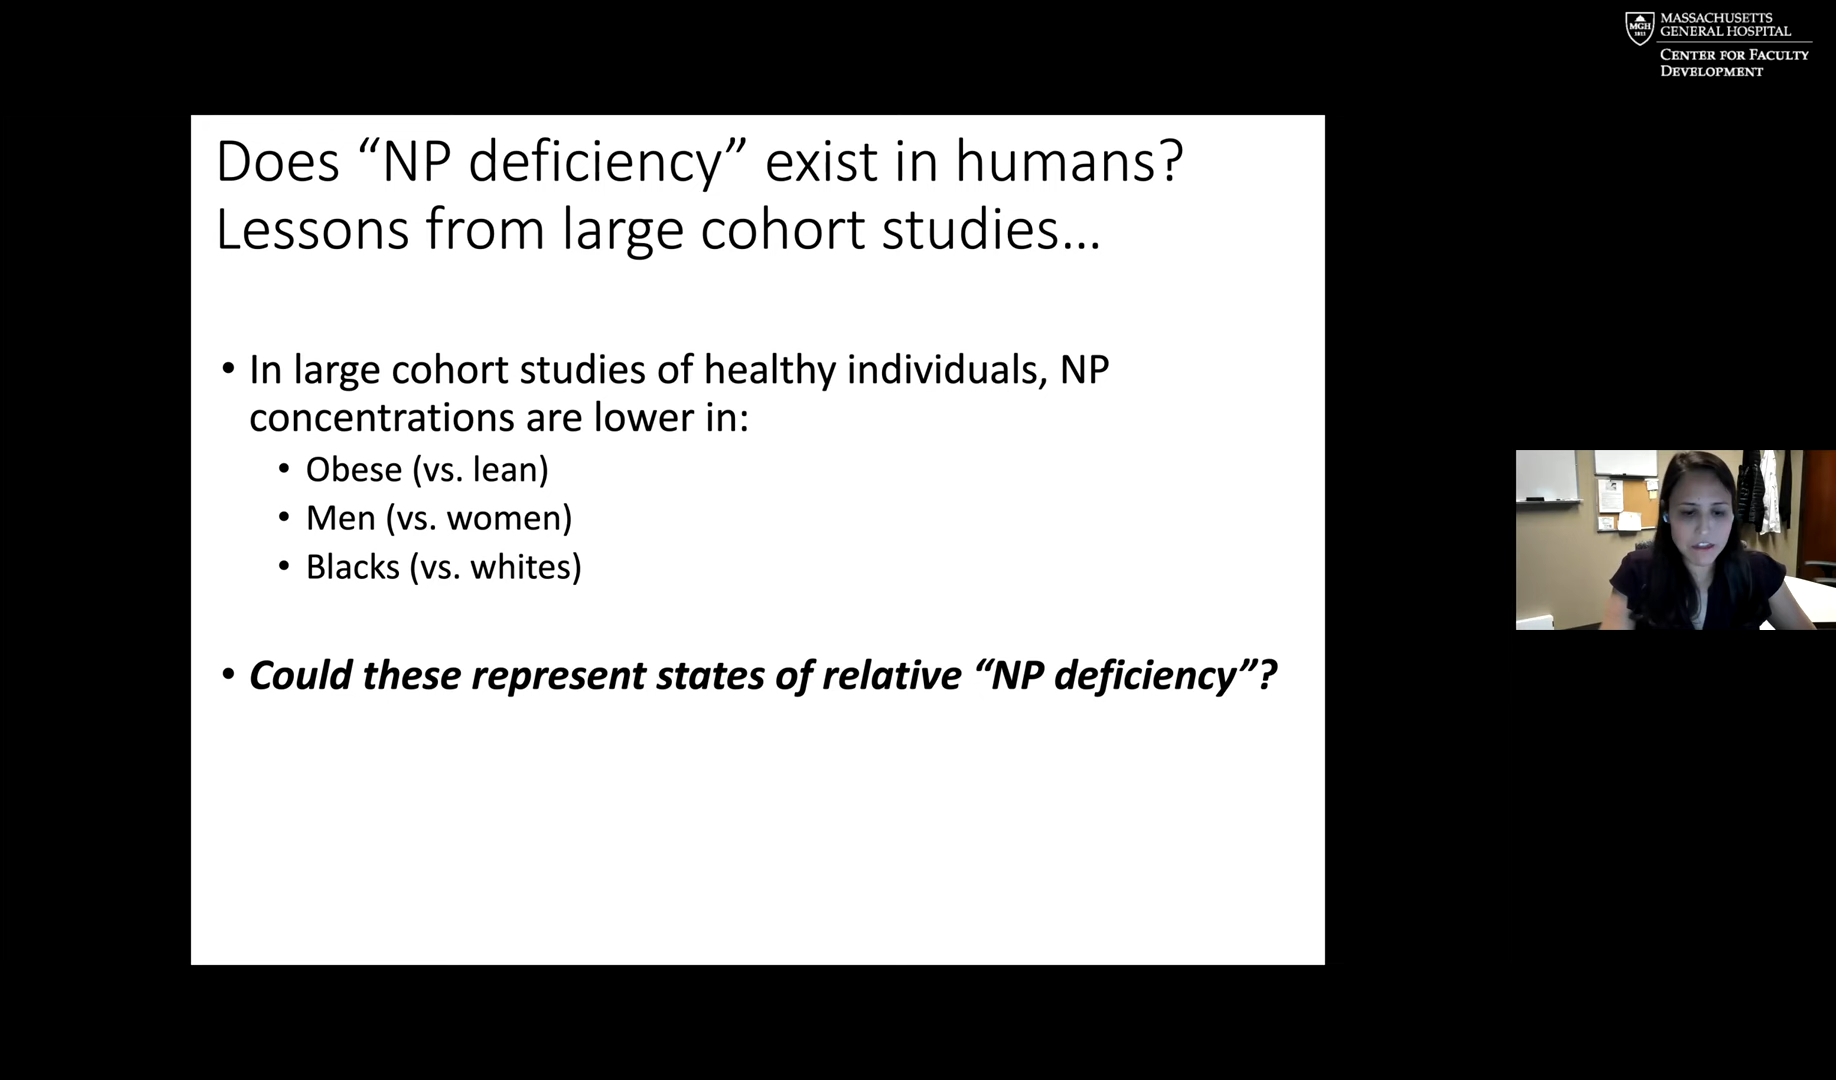 MASSACHUSETTS
GENERAL HOSPITAL
CENTER FOR FACULTY
DEVELOPMENT
MGH
1811
Does “NP deficiency” exist in humans?
Lessons from large cohort studies…
• In large cohort studies of healthy individuals, NP
concentrations are lower in:
• Obese (vs. lean)
• Men (vs. women)
• Blacks (vs. whites)
• Could these represent states of relative “NP deficiency”?